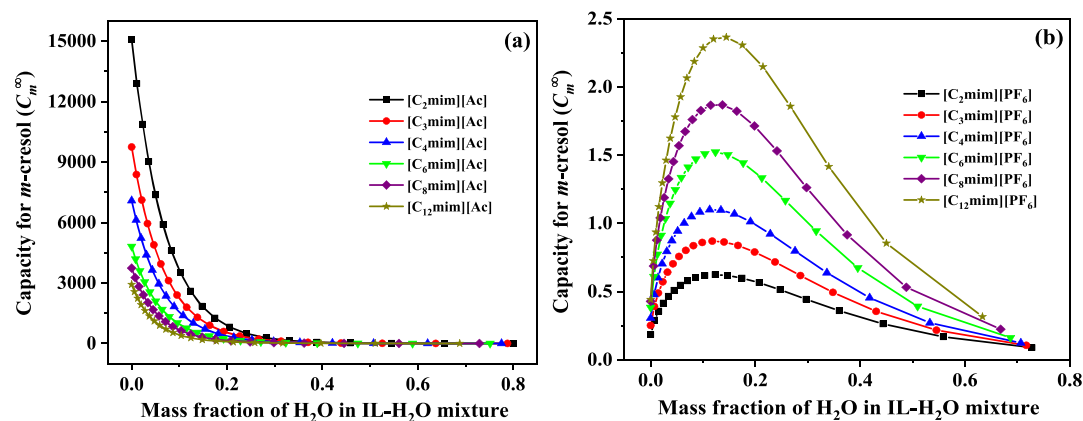 (a)
Capacity for m-cresol (C∞m)
15000
12000
9000
6000
3000
0
[C2mim][Ac]
[C3mim][Ac]
[C4mim][Ac]
[C6mim][Ac]
[C8mim][Ac]
[C12mim][Ac]
0.0 0.2 0.4 0.6 0.8
Mass fraction of H2O in IL-H2O mixture
(b)
Capacity for m-cresol (C∞m)
2.5
2.0
1.5
1.0
0.5
0.0
[C2mim][PF6]
[C3mim][PF6]
[C4mim][PF6]
[C6mim][PF6]
[C8mim][PF6]
[C12mim][PF6]
0.0 0.2 0.4 0.6 0.8
Mass fraction of H2O in IL-H2O mixture